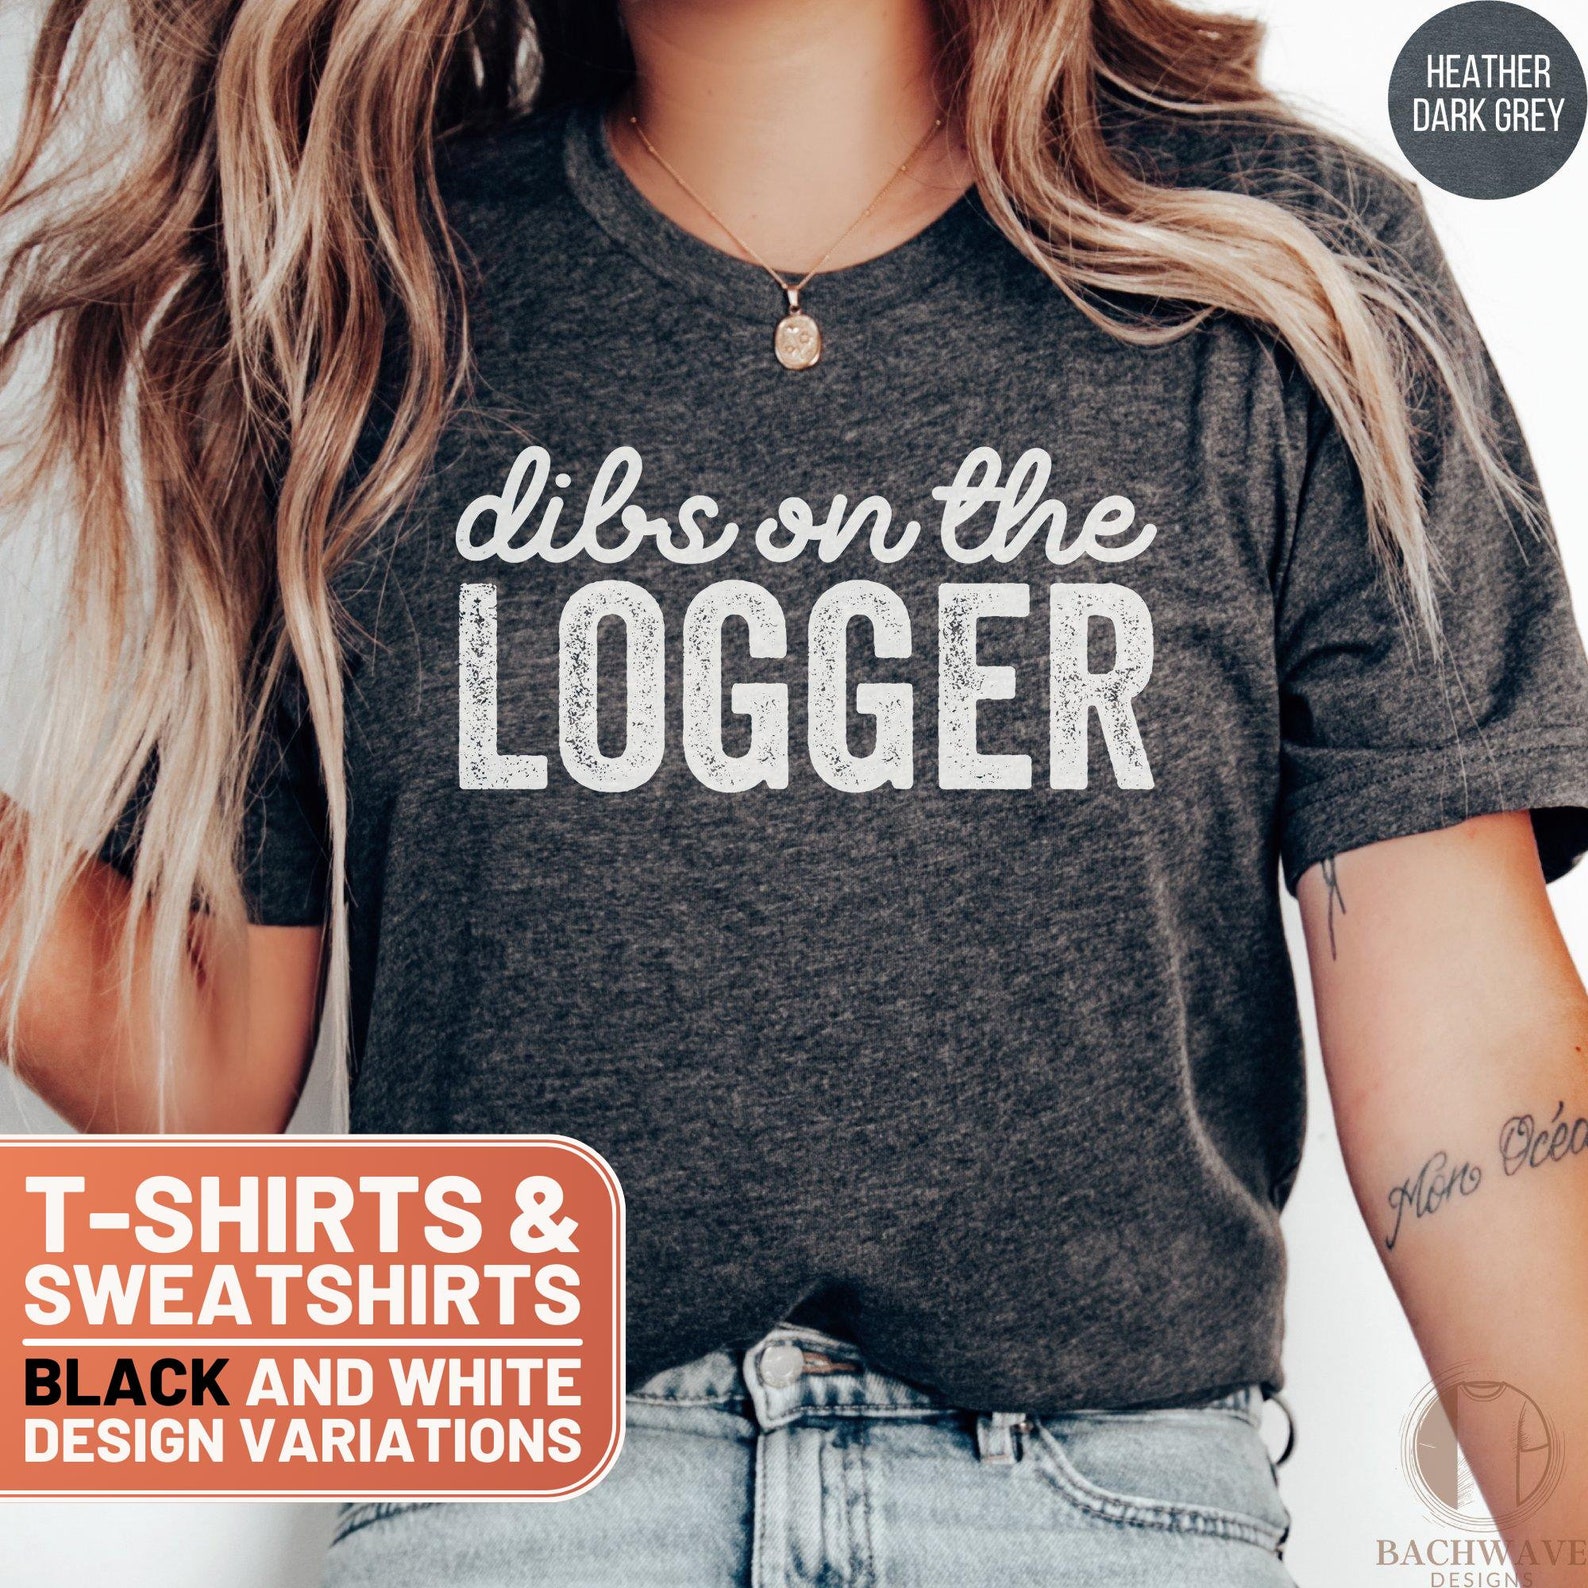 HEATHER
DARK GREY
dibs on the
LOGGER
Mon Océa
T-SHIRTS &
SWEATSHIRTS
BLACK AND WHITE
DESIGN VARIATIONS
BACHWAVE
DESIGNS